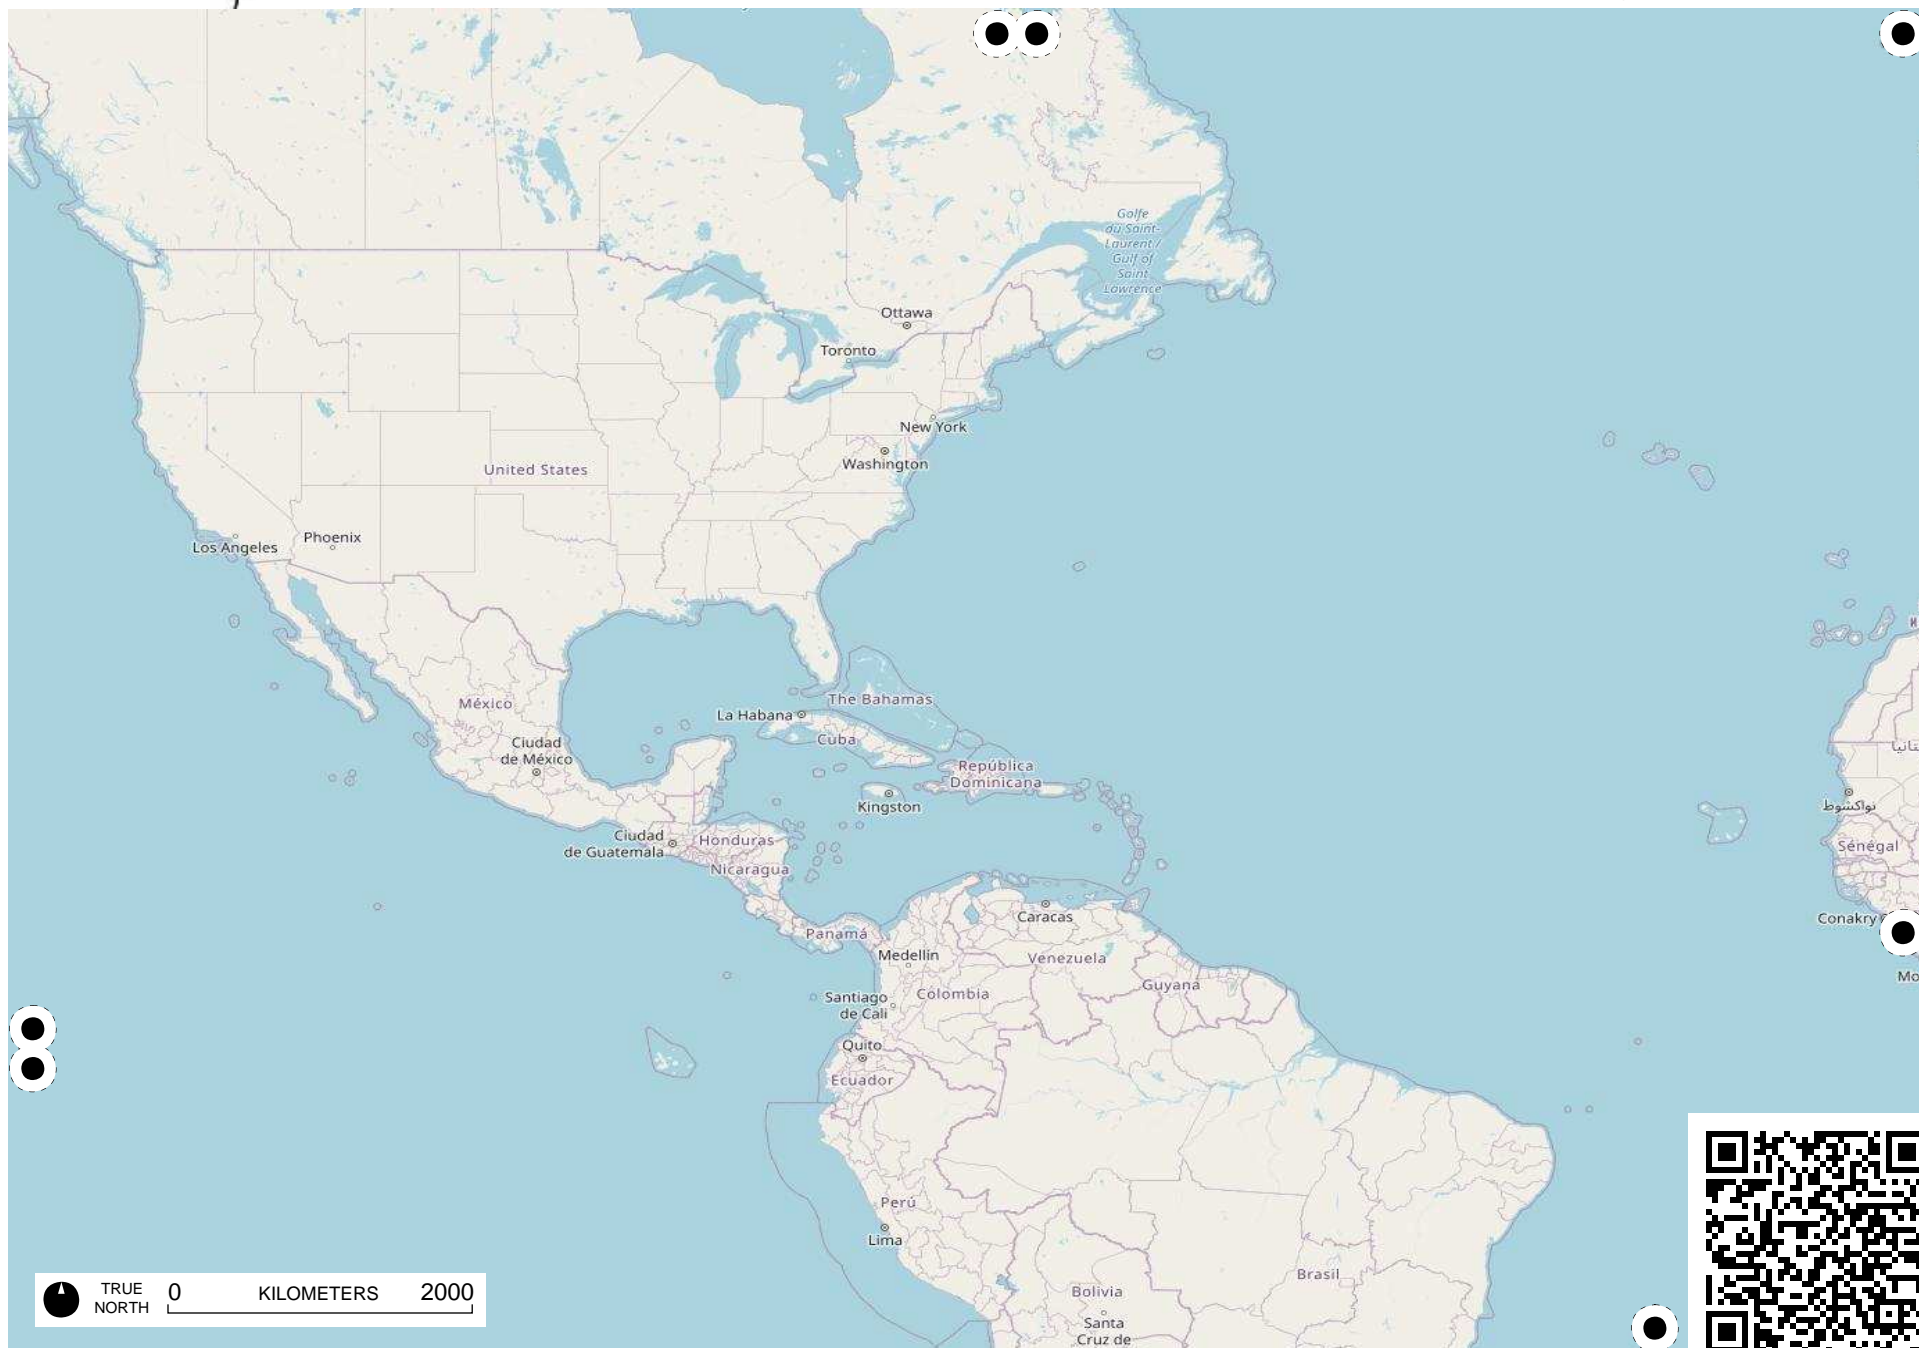 Golfe
du Saint-
Laurent /
Gulf of
Saint
Lawrence
Ottawa
Toronto
New York
Washington
United States
Los Angeles
Phoenix
México
Ciudad
de México
La Habana
The Bahamas
Cuba
República
Dominicana
Kingston
Ciudad
de Guatemala
Honduras
Nicaragua
نواكشوط
Sénégal
Conakry
Caracas
Panamá
Medellín
Venezuela
Guyana
Santiago
de Cali
Colombia
Quito
Ecuador
Perú
Lima
Brasil
Bolivia
Santa
Cruz de
TRUE
NORTH
0 KILOMETERS 2000